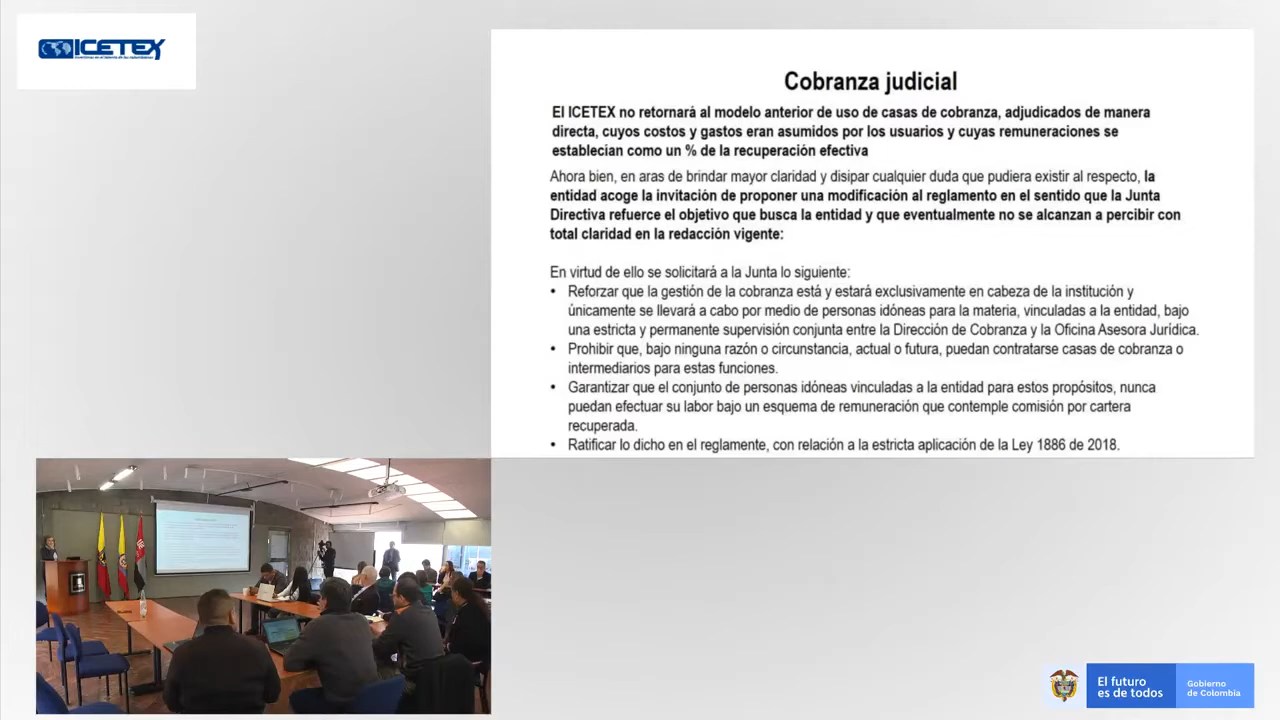 ICETEX
Cobranza judicial
El ICETEX no retornará al modelo anterior de uso de casas de cobranza, adjudicados de manera
directa, cuyos costos y gastos eran asumidos por los usuarios y cuyas remuneraciones se
establecían como un % de la recuperación efectiva
Ahora bien, en aras de brindar mayor claridad y disipar cualquier duda que pudiera existir al respecto, la
entidad acoge la invitación de proponer una modificación al reglamento en el sentido que la Junta
Directiva refuerce el objetivo que busca la entidad y que eventualmente no se alcanzan a percibir con
total claridad en la redacción vigente:
En virtud de ello se solicitará a la Junta lo siguiente:
• Reforzar que la gestión de la cobranza está y estará exclusivamente en cabeza de la institución y
únicamente se llevará a cabo por medio de personas idóneas para la materia, vinculadas a la entidad, bajo
una estricta y permanente supervisión conjunta entre la Dirección de Cobranza y la Oficina Asesora Jurídica.
• Prohibir que, bajo ninguna razón o circunstancia, actual o futura, puedan contratarse casas de cobranza o
intermediarios para estas funciones.
• Garantizar que el conjunto de personas idóneas vinculadas a la entidad para estos propósitos, nunca
puedan efectuar su labor bajo un esquema de remuneración que contemple comisión por cartera
recuperada.
• Ratificar lo dicho en el reglamente, con relación a la estricta aplicación de la Ley 1886 de 2018.
El futuro
es de todos
Gobierno
de Colombia